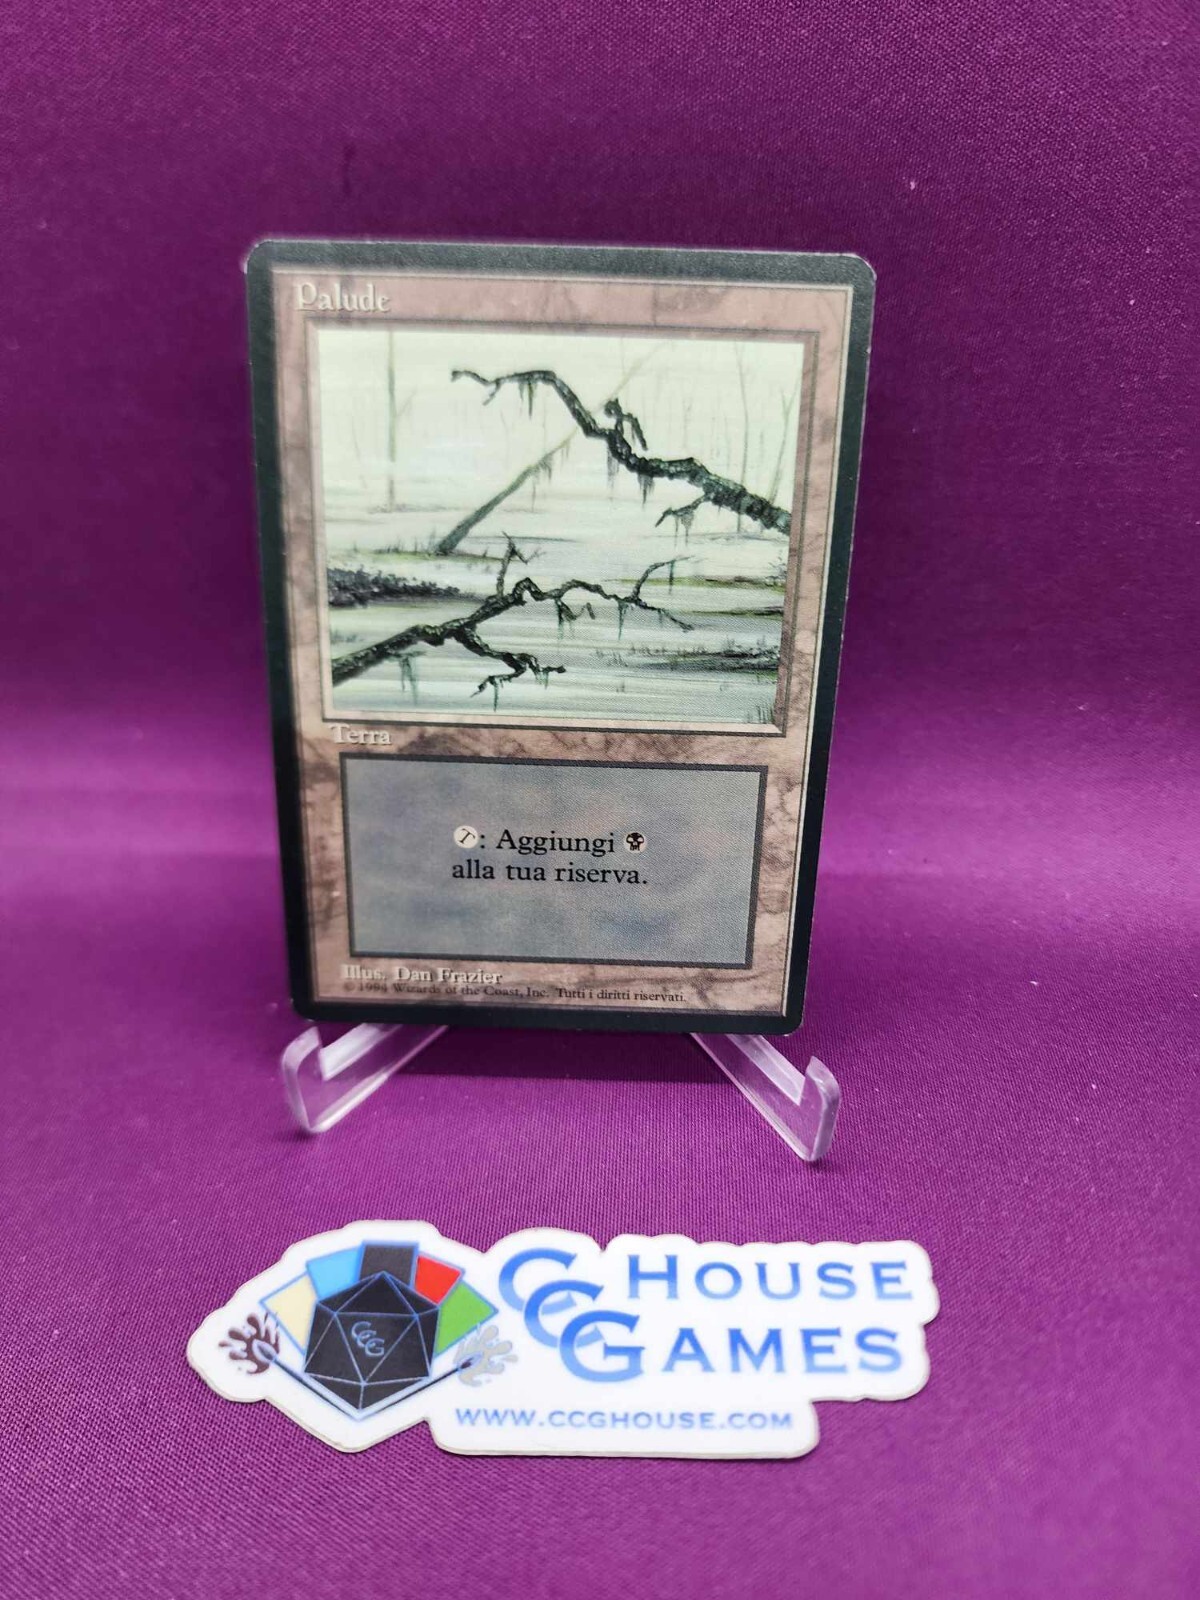 Palude
Terra
T: Aggiungi
alla tua riserva.
Illus. Dan Frazier
© 1994 Wizards of the Coast, Inc. Tutti i diritti riservati.
CCG HOUSE
GAMES
CCG
WWW.CCGHOUSE.COM